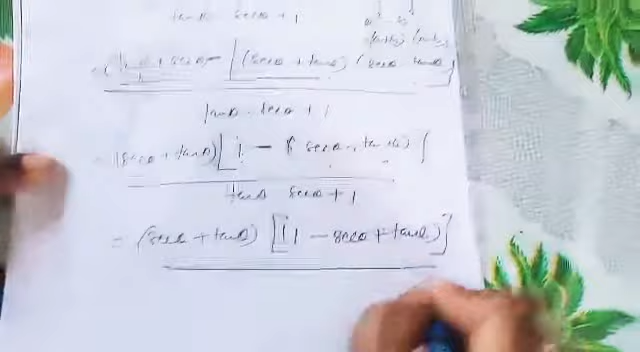 tanθ secθ + 1
tanθ + secθ - [(secθ + tanθ) (secθ tanθ]
tanθ - secθ + 1
(secθ + tanθ) [1 - (secθ - tanθ)]
tanθ secθ + 1
= (secθ + tanθ) [1 - secθ + tanθ)]